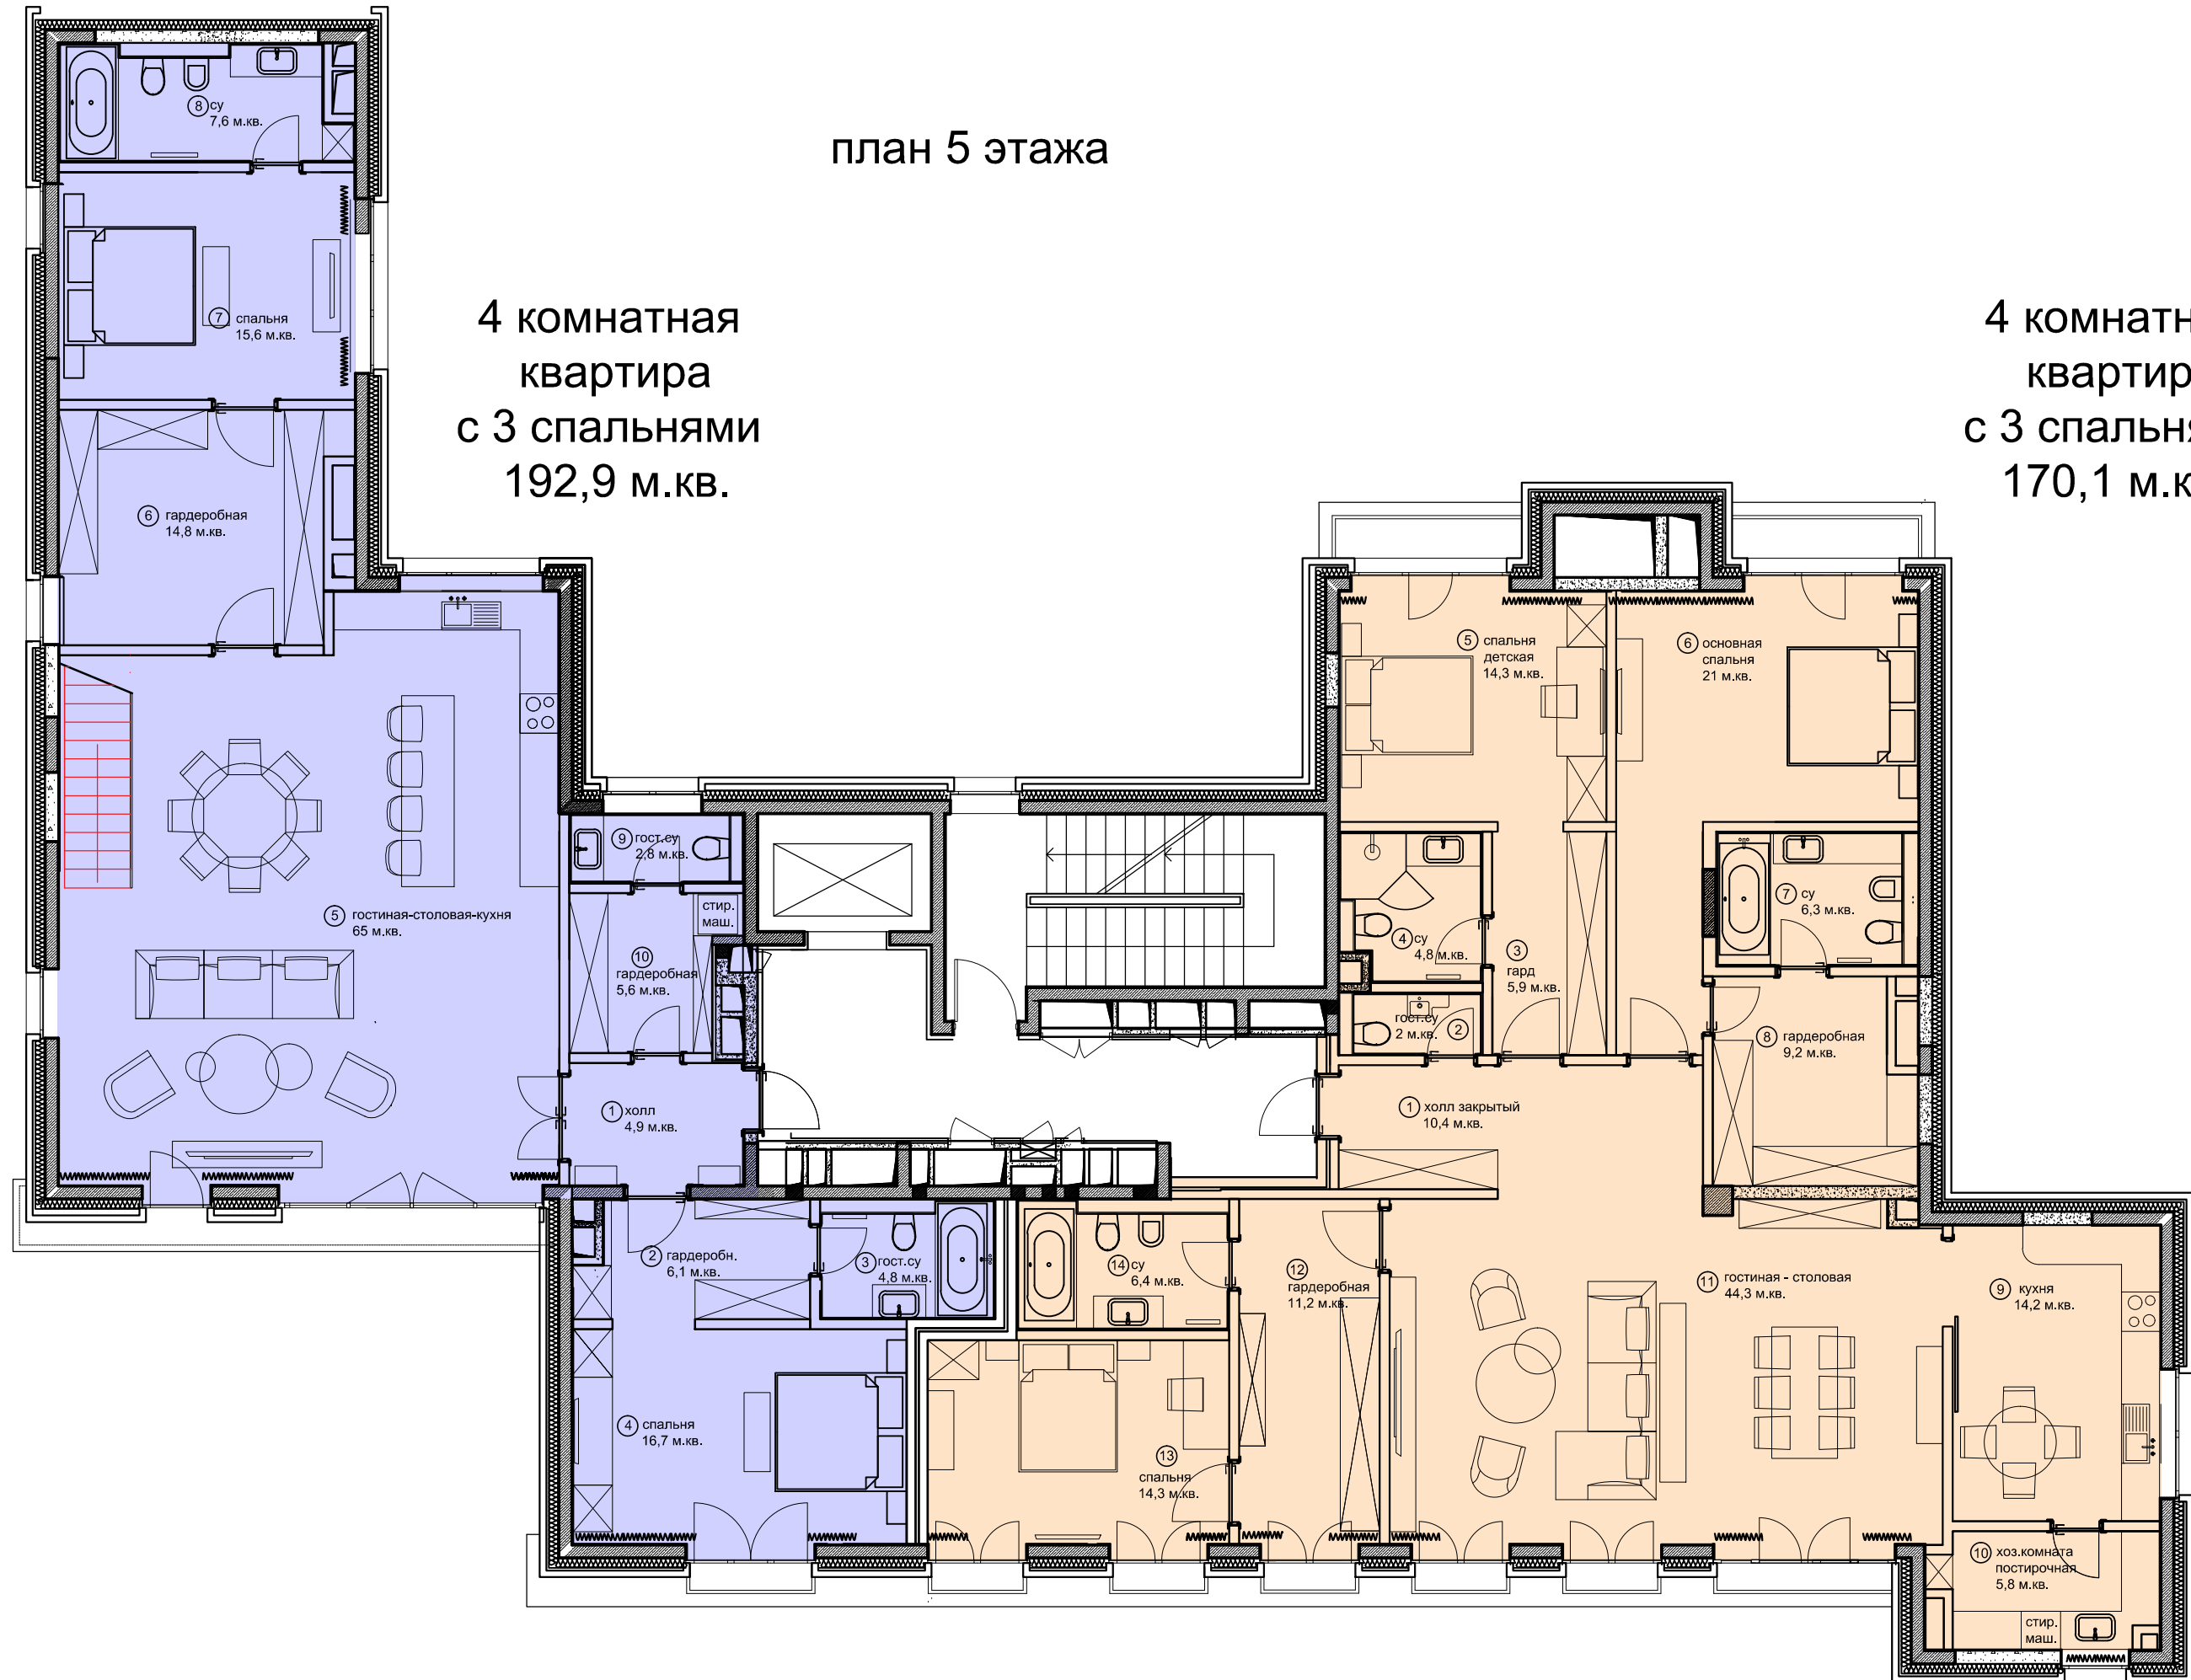 план 5 этажа
4 комнатная
квартира
с 3 спальнями
192,9 м.кв.
4 комнатн
квартир
с 3 спальн
170,1 м.к
8 су
7,6 м.кв.
7 спальня
15,6 м.кв.
6 гардеробная
14,8 м.кв.
5 гостиная-столовая-кухня
65 м.кв.
9 гост.су
2,8 м.кв.
стир.
маш.
10
гардеробная
5,6 м.кв.
1 холл
4,9 м.кв.
2 гардеробн.
6,1 м.кв.
3 гост.су
4,8 м.кв.
4 спальня
16,7 м.кв.
5 спальня
детская
14,3 м.кв.
6 основная
спальня
21 м.кв.
7 су
6,3 м.кв.
4 су
4,8 м.кв.
3
гард
5,9 м.кв.
гост.су
2 м.кв. 2
8 гардеробная
9,2 м.кв.
1 холл закрытый
10,4 м.кв.
14 су
6,4 м.кв.
12
гардеробная
11,2 м.кв.
11 гостиная - столовая
44,3 м.кв.
9 кухня
14,2 м.кв.
13
спальня
14,3 м.кв.
10 хоз.комната
постирочная
5,8 м.кв.
стир.
маш.